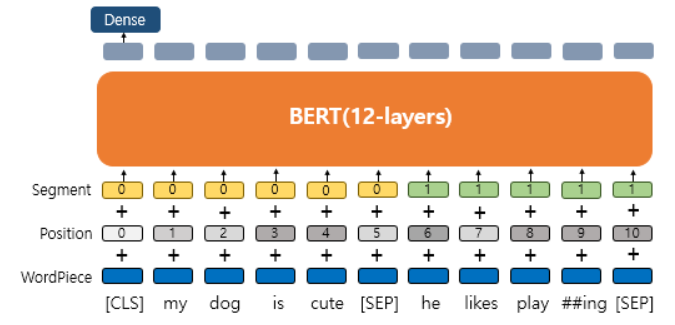 Dense
BERT(12-layers)
Segment 0 0 0 0 0 0 1 1 1 1 1
+ + + + + + + + + + +
Position 0 1 2 3 4 5 6 7 8 9 10
+ + + + + + + + + + +
WordPiece
[CLS] my dog is cute [SEP] he likes play ##ing [SEP]